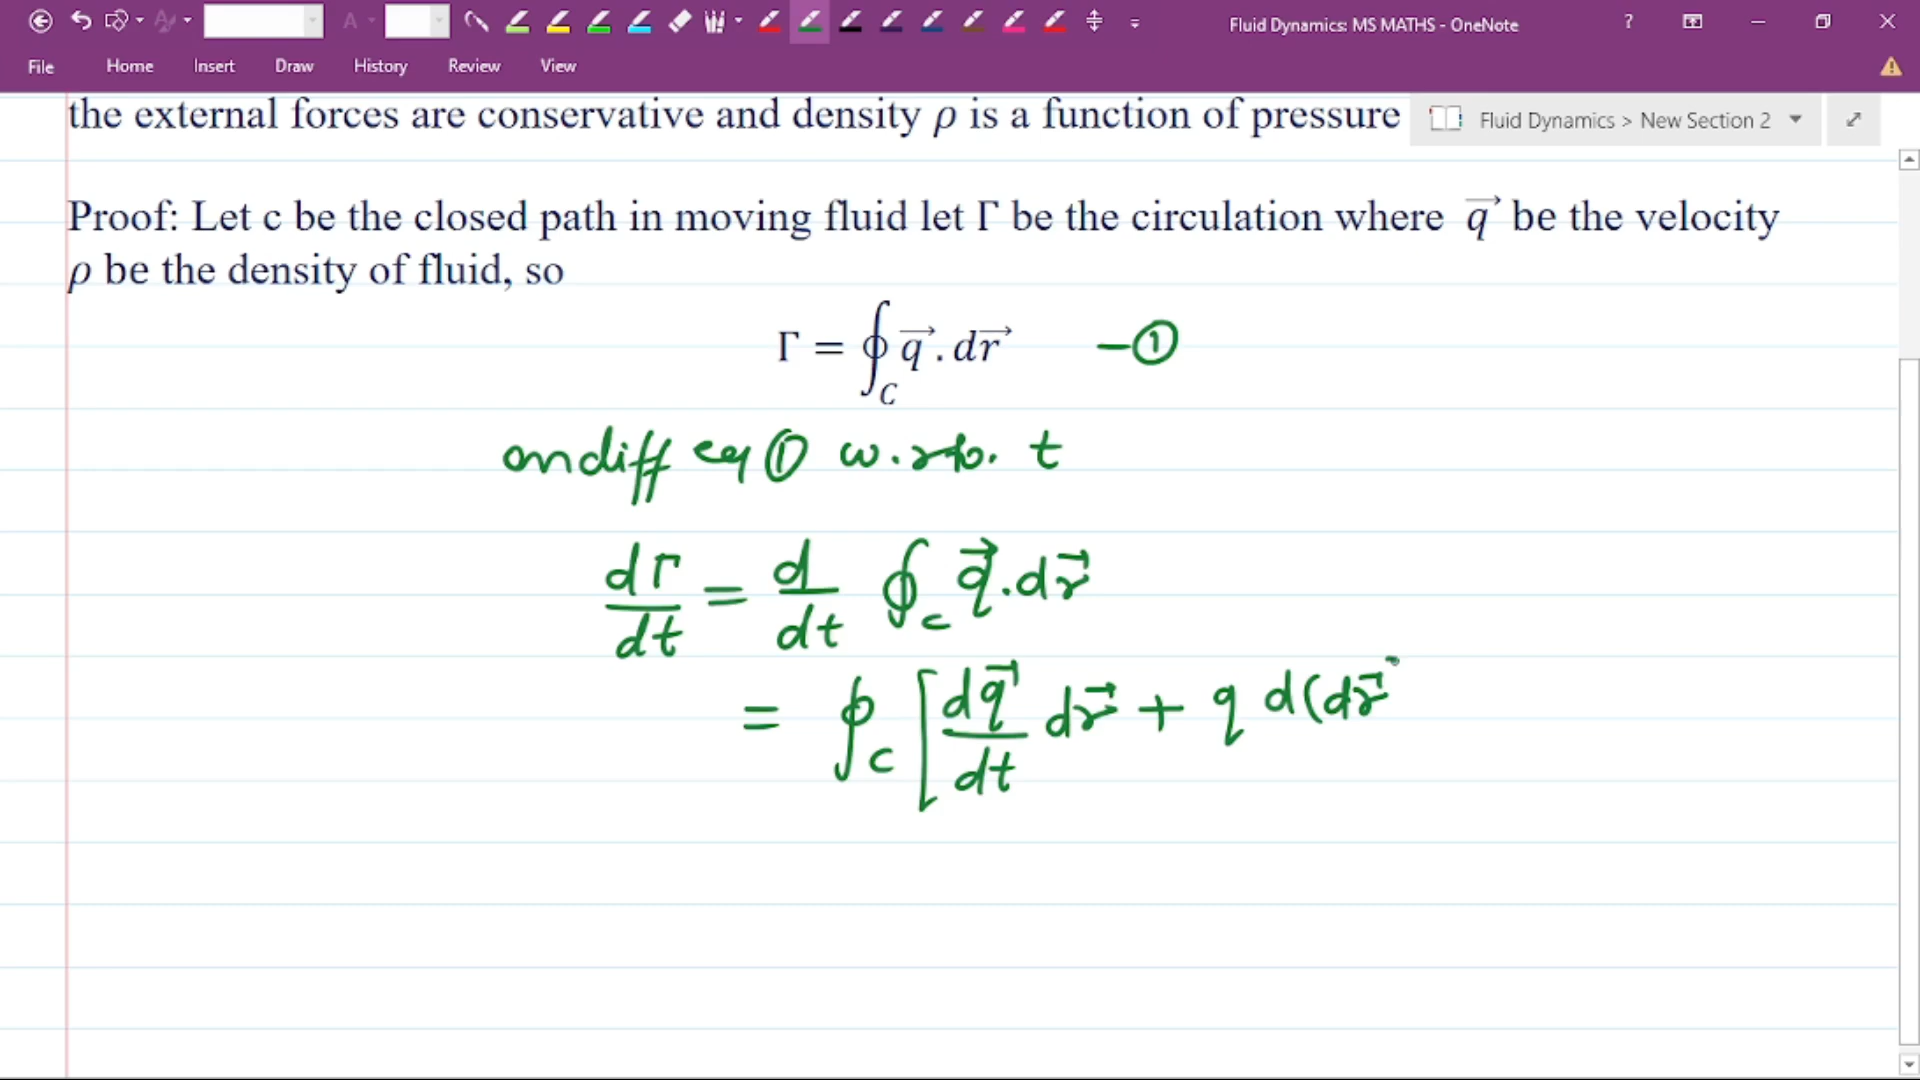 Fluid Dynamics: MS MATHS - OneNote
File Home Insert Draw History Review View
the external forces are conservative and density ρ is a function of pressure
Fluid Dynamics > New Section 2
Proof: Let c be the closed path in moving fluid let Γ be the circulation where q⃗ be the velocity
ρ be the density of fluid, so
Γ = ∮_C q⃗ . dr⃗ —①
on diff eq ① w.r.to. t
dΓ/dt = d/dt ∮_c q⃗ . dr⃗
= ∮_c [ dq⃗/dt dr⃗ + q d(dr⃗